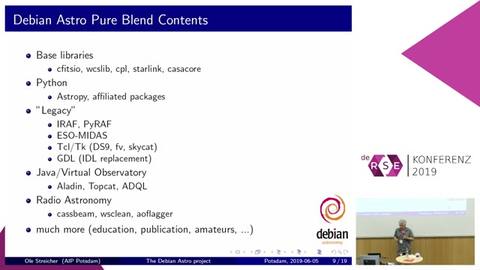 Debian Astro Pure Blend Contents
Base libraries
cfitsio, wcslib, cpl, starlink, casacore
Python
Astropy, affiliated packages
"Legacy"
IRAF, PyRAF
ESO-MIDAS
Tcl/Tk (DS9, fv, skycat)
GDL (IDL replacement)
Java/Virtual Observatory
Aladin, Topcat, ADQL
Radio Astronomy
cassbeam, wsclean, aoflagger
much more (education, publication, amateurs, ...)
debian
astronomy
Ole Streicher (AIP Potsdam)
The Debian Astro project
Potsdam, 2019-06-05
9 / 19
de
RSE
KONFERENZ
2019